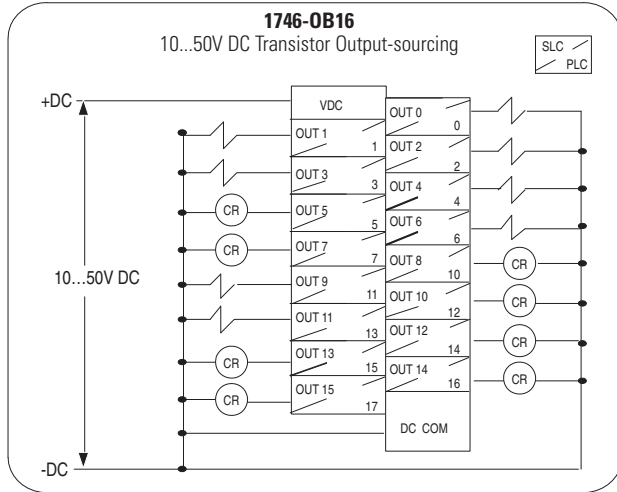 1746-OB16
10...50V DC Transistor Output-sourcing
SLC
PLC
+DC
10...50V DC
-DC
VDC
OUT 1
1
OUT 3
3
CR
OUT 5
5
CR
OUT 7
7
OUT 9
11
OUT 11
13
CR
OUT 13
15
CR
OUT 15
17
OUT 0
0
OUT 2
2
OUT 4
4
OUT 6
6
OUT 8
10
CR
OUT 10
12
CR
OUT 12
14
CR
OUT 14
16
CR
DC COM